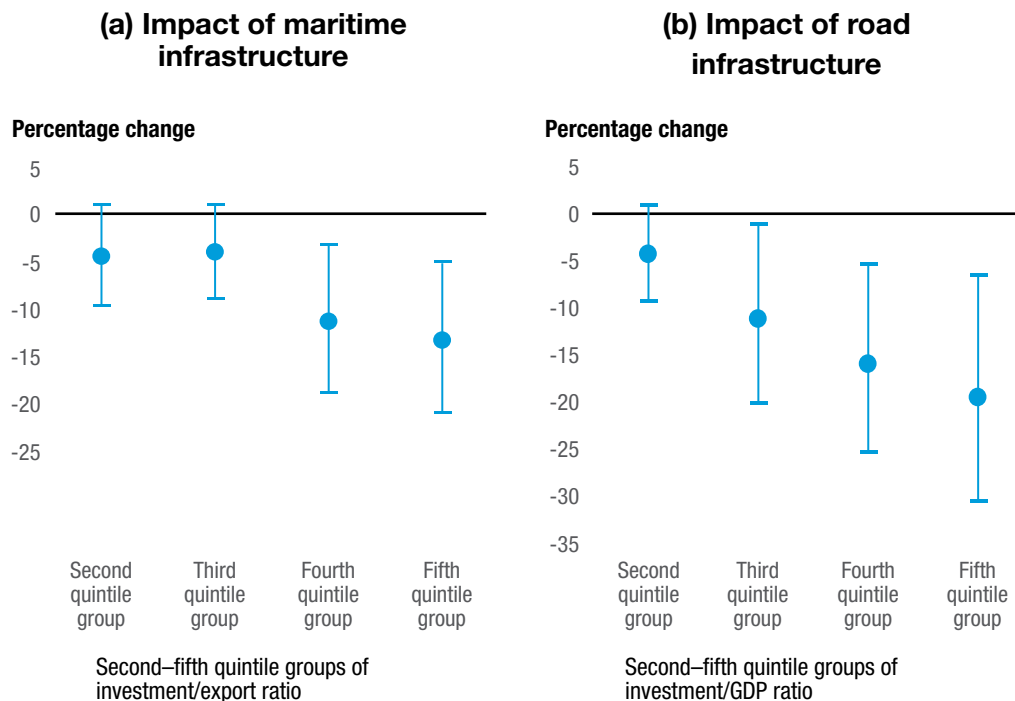 (a) Impact of maritime
infrastructure
Percentage change
5
0
-5
-10
-15
-20
-25
Second
quintile
group
Third
quintile
group
Fourth
quintile
group
Fifth
quintile
group
Second–fifth quintile groups of
investment/export ratio
(b) Impact of road
infrastructure
Percentage change
5
0
-5
-10
-15
-20
-25
-30
-35
Second
quintile
group
Third
quintile
group
Fourth
quintile
group
Fifth
quintile
group
Second–fifth quintile groups of
investment/GDP ratio